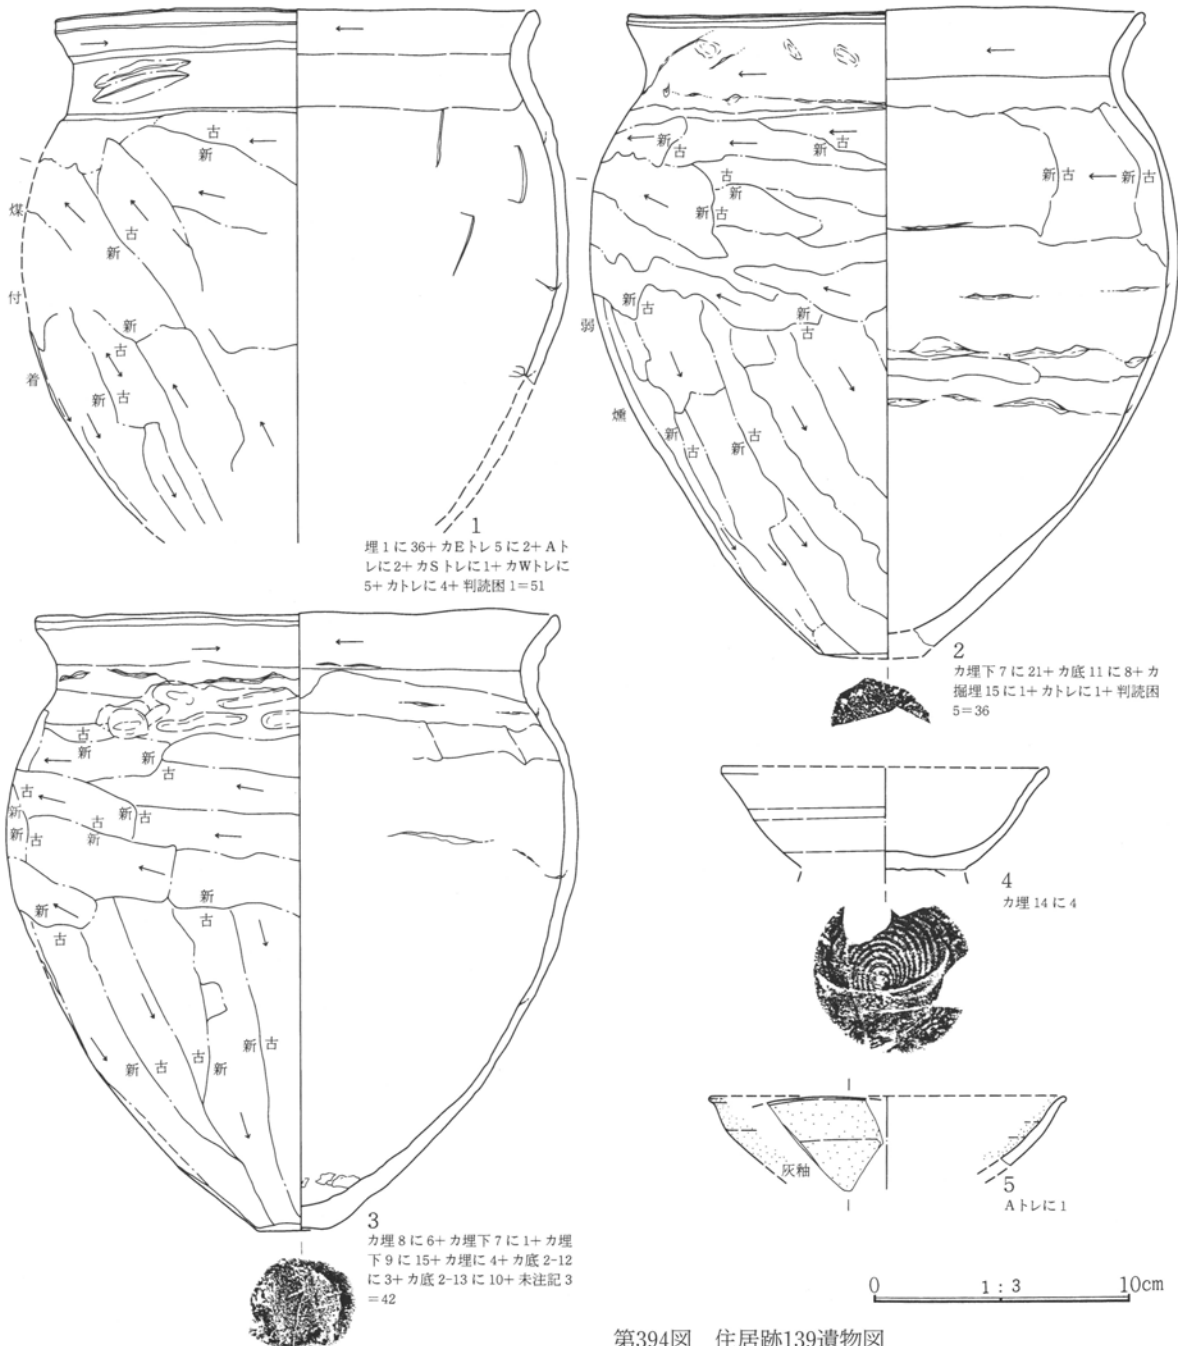 古
新
古
新
新
古
新
古
煤
付
着
1
埋1に36+カEトレ5に2+Aト
レに2+カSトレに1+カWトレに
5+カトレに4+判読困1=51
新
古
新
古
新
古
新
古
新
古
新
古
新
古
新
古
新
古
新
古
弱
燻
2
カ埋下7に21+カ底11に8+カ
掘埋15に1+カトレに1+判読困
5=36
古
新
新
古
古
新
新
古
新
古
古
新
新
古
新
古
新
古
古
新
新
古
3
カ埋8に6+カ埋下7に1+カ埋
下9に15+カ埋に4+カ底2-12
に3+カ底2-13に10+未注記3
=42
4
カ埋14に4
灰釉
5
Aトレに1
0 1:3 10cm
第394図 住居跡139遺物図